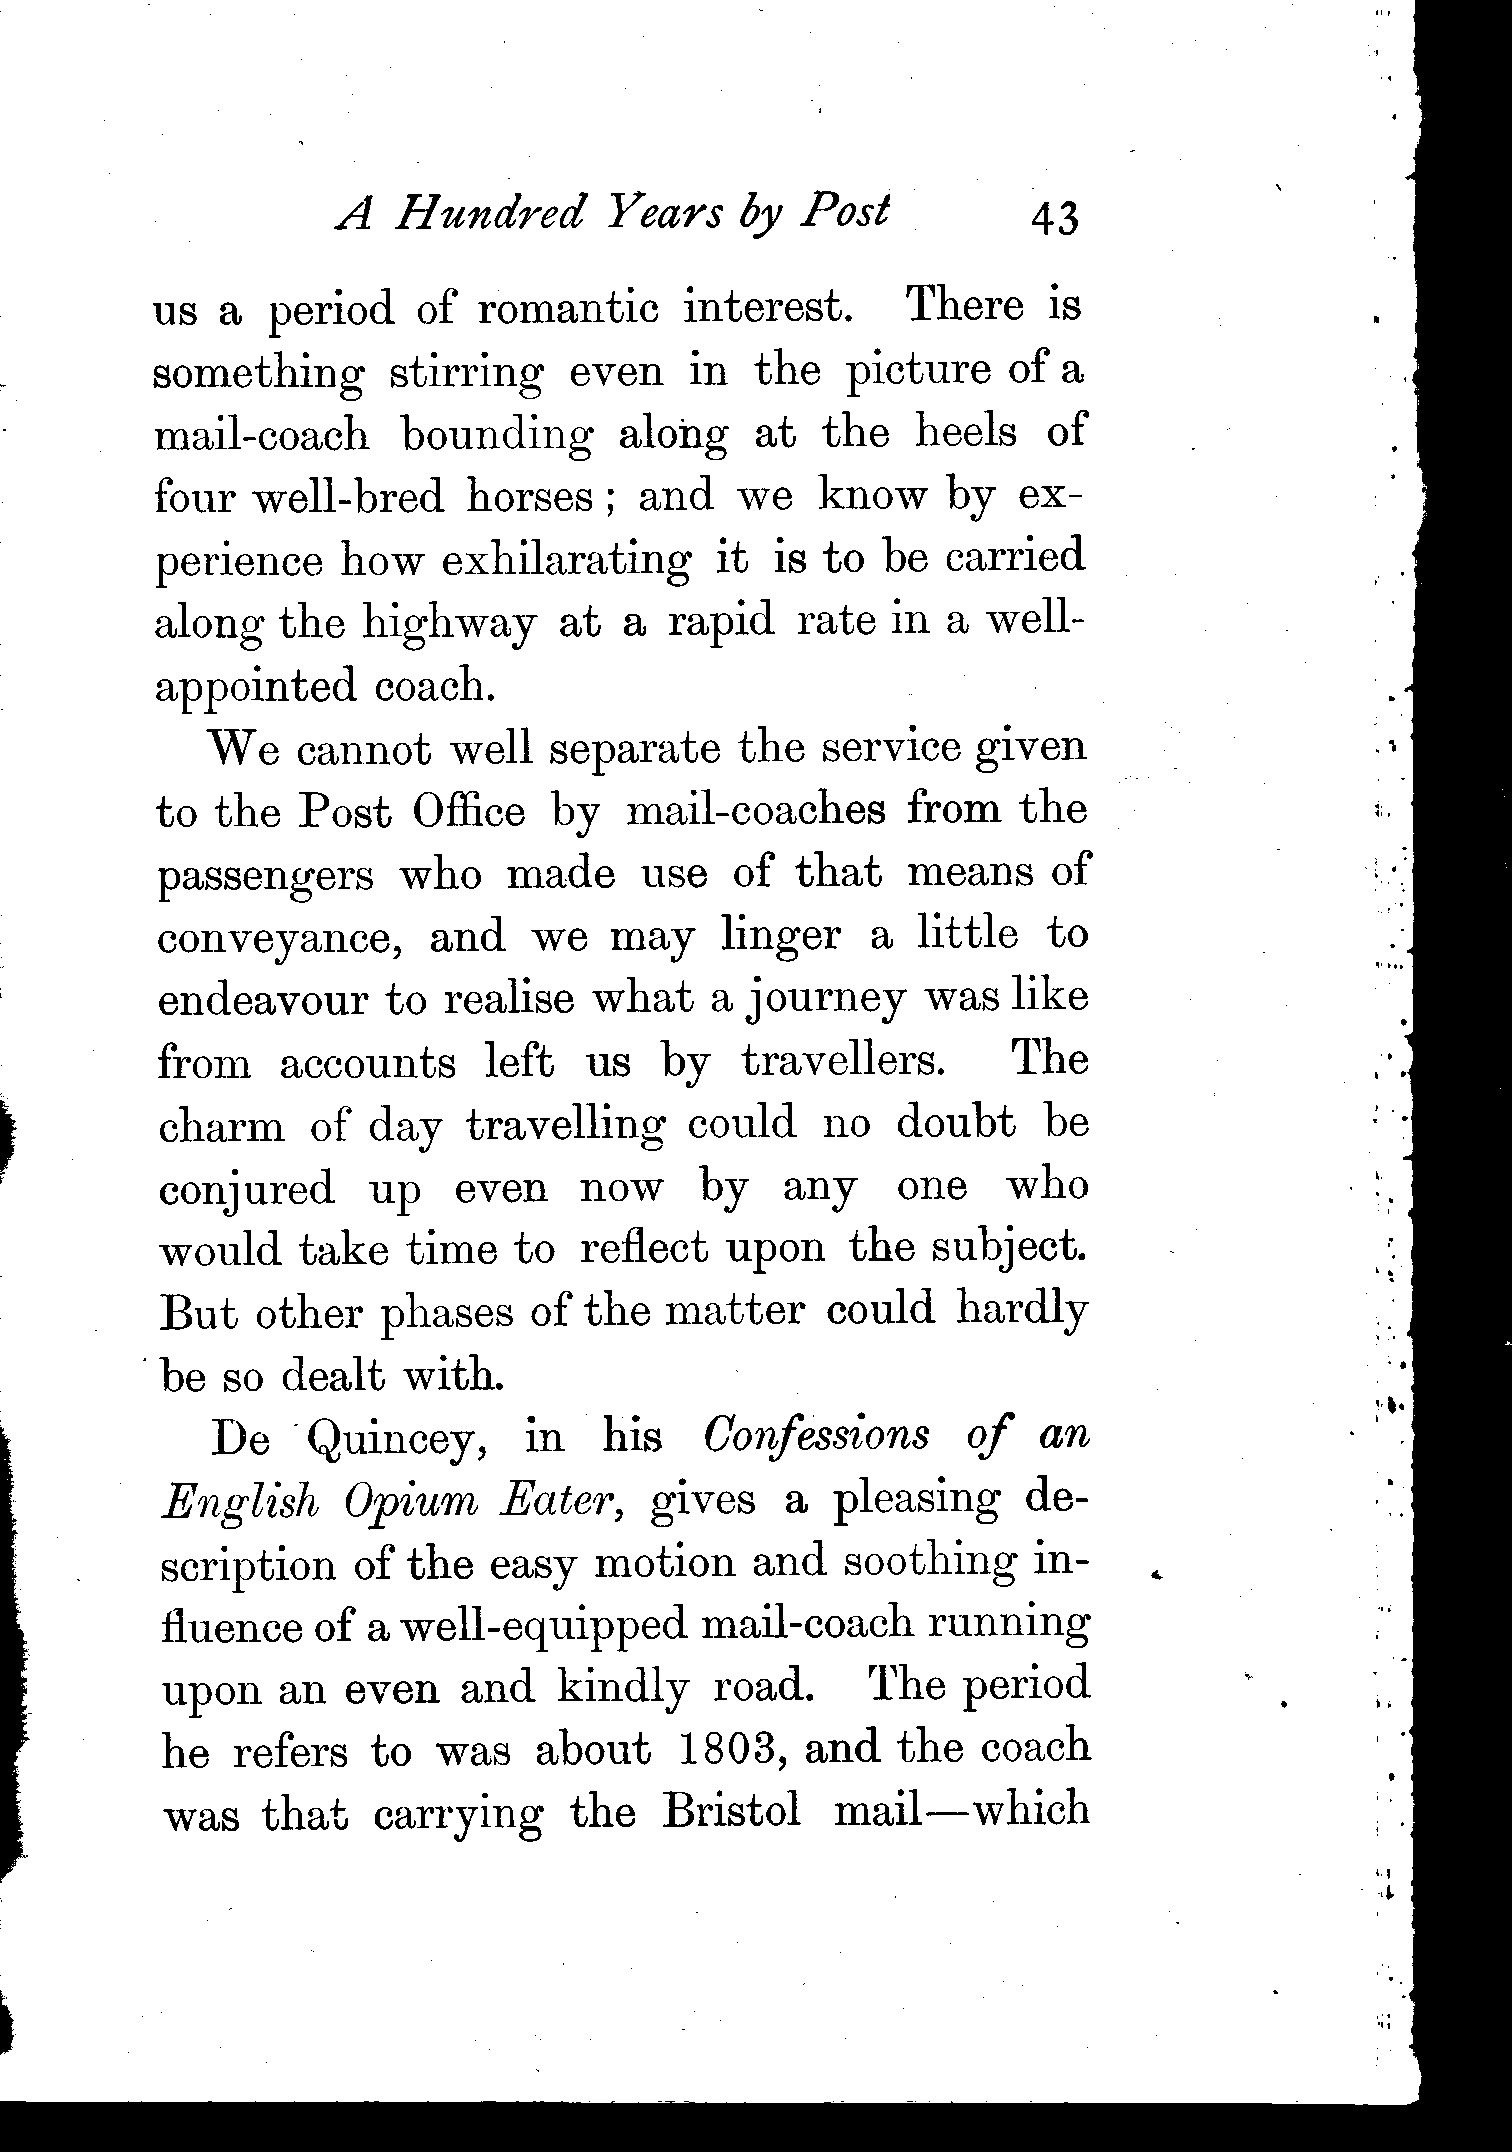 A Hundred Years by Post 43
us a period of romantic interest. There is
something stirring even in the picture of a
mail-coach bounding along at the heels of
four well-bred horses ; and we know by ex-
perience how exhilarating it is to be carried
along the highway at a rapid rate in a well-
appointed coach.
We cannot well separate the service given
to the Post Office by mail-coaches from the
passengers who made use of that means of
conveyance, and we may linger a little to
endeavour to realise what a journey was like
from accounts left us by travellers. The
charm of day travelling could no doubt be
conjured up even now by any one who
would take time to reflect upon the subject.
But other phases of the matter could hardly
be so dealt with.
De Quincey, in his Confessions of an
English Opium Eater, gives a pleasing de-
scription of the easy motion and soothing in-
fluence of a well-equipped mail-coach running
upon an even and kindly road. The period
he refers to was about 1803, and the coach
was that carrying the Bristol mail—which